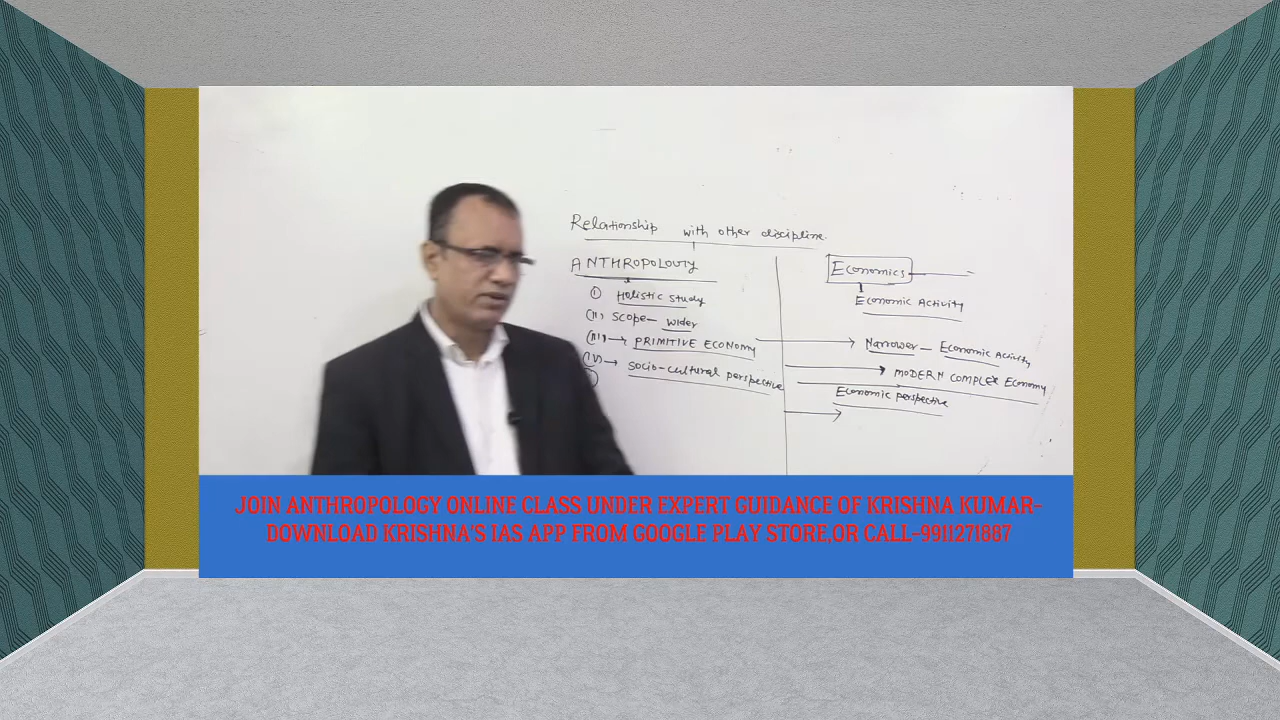 Relationship with other discipline.
ANTHROPOLOGY
Economics
Economic Activity
(I) Holistic study
(II) Scope- wider
Narrower - Economic Activity
(III) → PRIMITIVE ECONOMY
MODERN COMPLEX Economy
(IV) → Socio-cultural perspective
Economic perspective
JOIN ANTHROPOLOGY ONLINE CLASS UNDER EXPERT GUIDANCE OF KRISHNA KUMAR-
DOWNLOAD KRISHNA'S IAS APP FROM GOOGLE PLAY STORE,OR CALL-9911271887